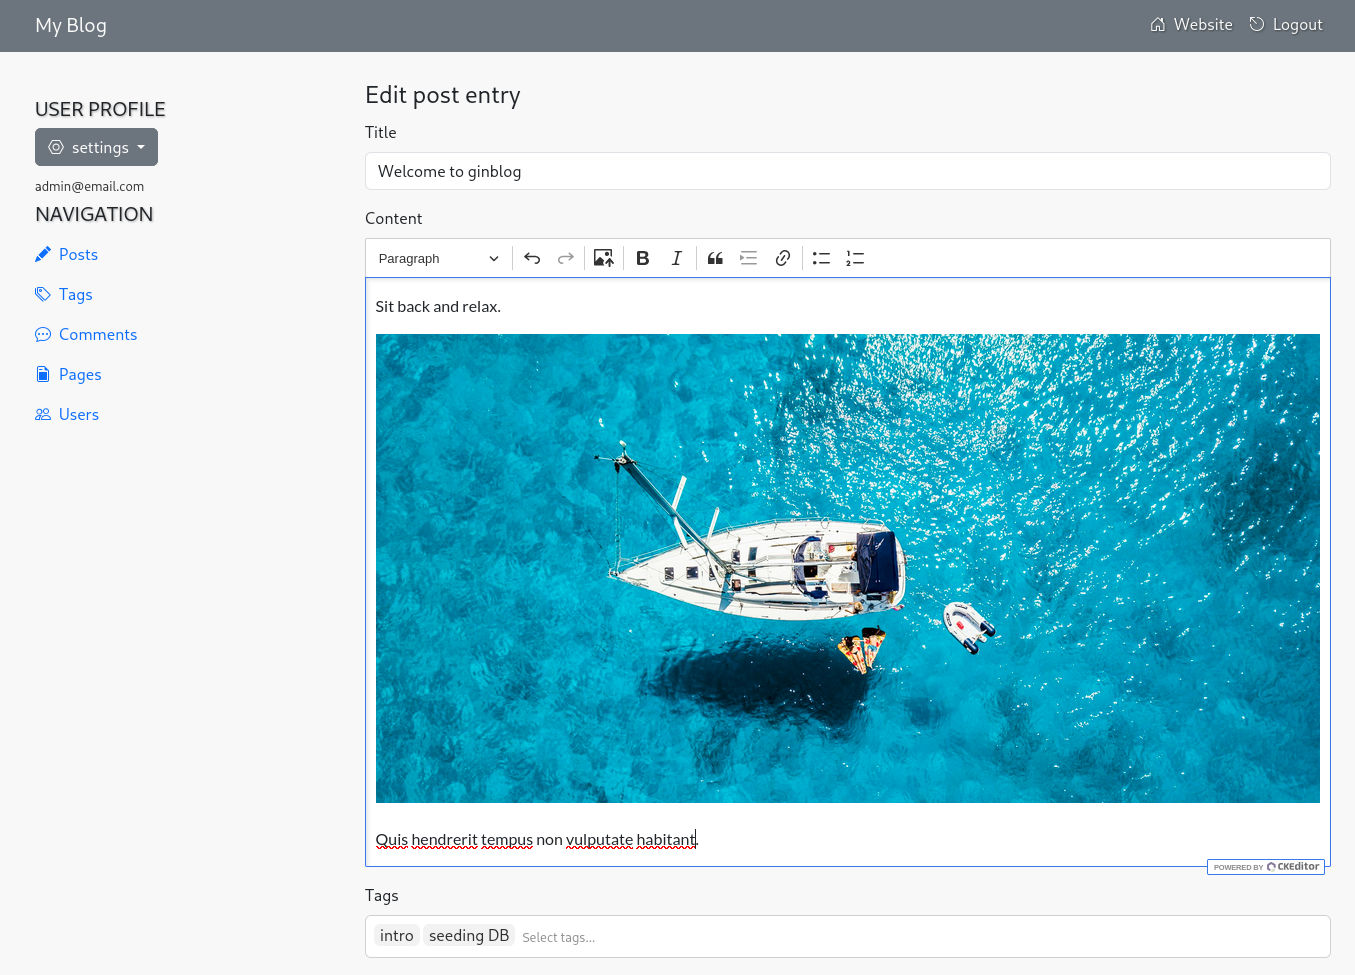 My Blog
Website
Logout
USER PROFILE
settings
admin@email.com
NAVIGATION
Posts
Tags
Comments
Pages
Users
Edit post entry
Title
Welcome to ginblog
Content
Paragraph
Sit back and relax.
Quis hendrerit tempus non vulputate habitant.
POWERED BY CKEditor
Tags
intro seeding DB Select tags...